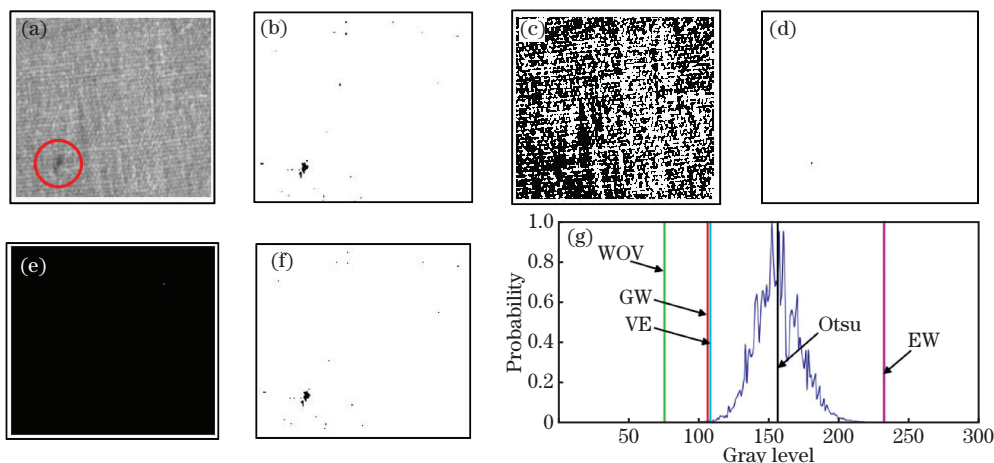 (a)
(b)
(c)
(d)
(e)
(f)
(g)
1.0
0.8
0.6
0.4
0.2
0
Probability
WOV
GW
VE
Otsu
EW
50
100
150
200
250
300
Gray level